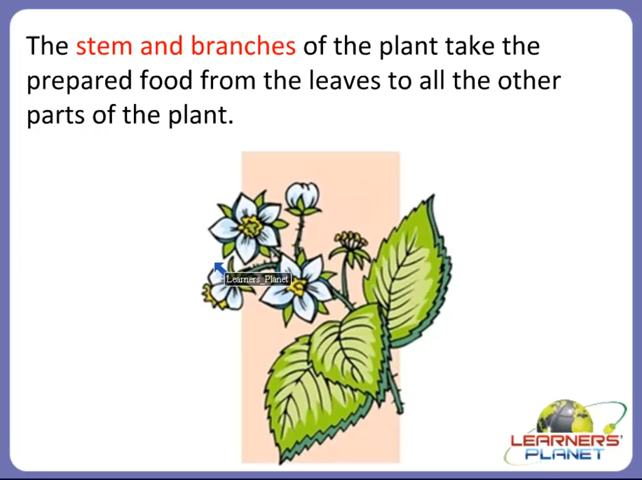 The stem and branches of the plant take the
prepared food from the leaves to all the other
parts of the plant.
Learners_Planet
LEARNERS'
PLANET